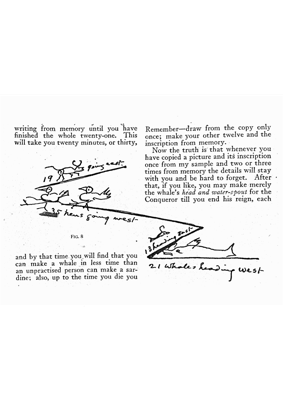 writing from memory until you have
finished the whole twenty-one. This
will take you twenty minutes, or thirty,
19 going east
35 hens going west
FIG. 8
and by that time you will find that you
can make a whale in less time than
an unpractised person can make a sar-
dine; also, up to the time you die you
Remember—draw from the copy only
once; make your other twelve and the
inscription from memory.
Now the truth is that whenever you
have copied a picture and its inscription
once from my sample and two or three
times from memory the details will stay
with you and be hard to forget. After
that, if you like, you may make merely
the whale's head and water-spout for the
Conqueror till you end his reign, each
13 heading east
21 Whales heading west